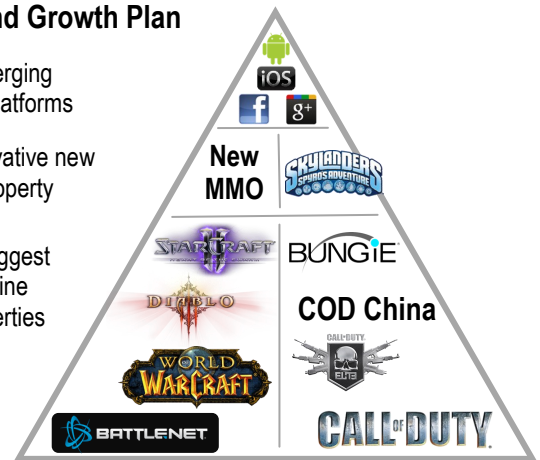 nd Growth Plan
erging
atforms
vative new
operty
ggest
ine
erties
iOS
f g+
New
MMO
SKYLANDERS
SPYRO'S ADVENTURE
STARCRAFT
II
BUNGiE
DIABLO
COD China
CALL OF DUTY
ELITE
WORLD
WARCRAFT
BATTLE.NET
CALL OF DUTY